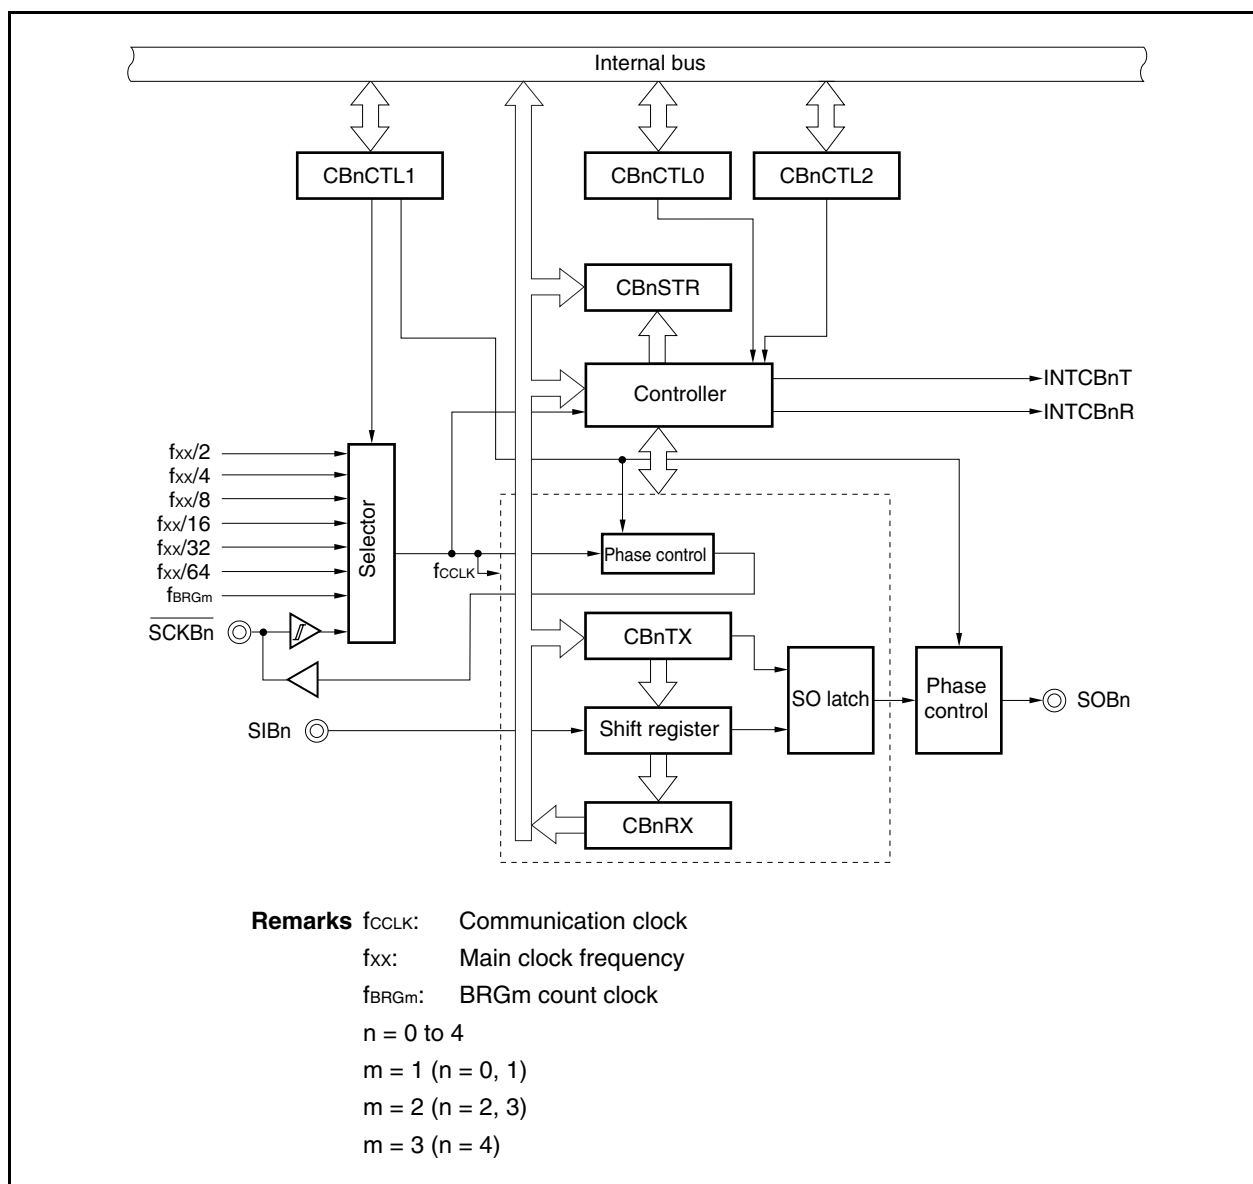 Internal bus
CBnCTL1
CBnCTL0
CBnCTL2
CBnSTR
Controller
INTCBnT
INTCBnR
fxx/2
fxx/4
fxx/8
fxx/16
fxx/32
fxx/64
fBRGm
SCKBn
Selector
fCCLK
Phase control
CBnTX
SO latch
Phase
control
SOBn
SIBn
Shift register
CBnRX
Remarks fCCLK: Communication clock
fXX: Main clock frequency
fBRGm: BRGm count clock
n = 0 to 4
m = 1 (n = 0, 1)
m = 2 (n = 2, 3)
m = 3 (n = 4)